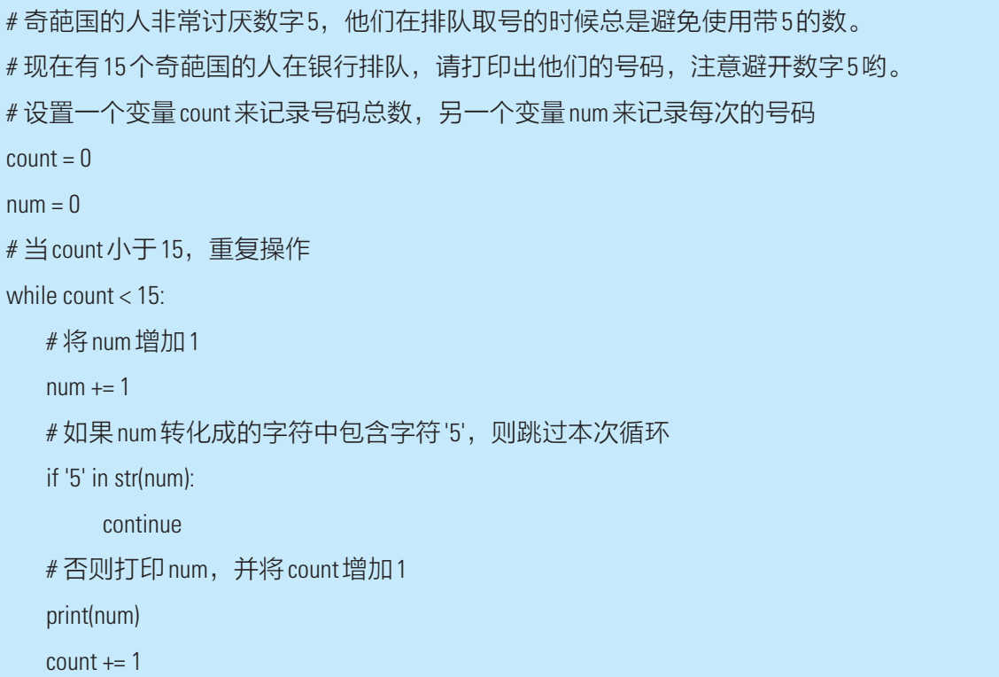 # 奇葩国的人非常讨厌数字5，他们在排队取号的时候总是避免使用带5的数。
# 现在有15个奇葩国的人在银行排队，请打印出他们的号码，注意避开数字5哟。
# 设置一个变量count来记录号码总数，另一个变量num来记录每次的号码
count = 0
num = 0
# 当count小于15，重复操作
while count < 15:
    # 将num增加1
    num += 1
    # 如果num转化成的字符中包含字符'5'，则跳过本次循环
    if '5' in str(num):
        continue
    # 否则打印num，并将count增加1
    print(num)
    count += 1